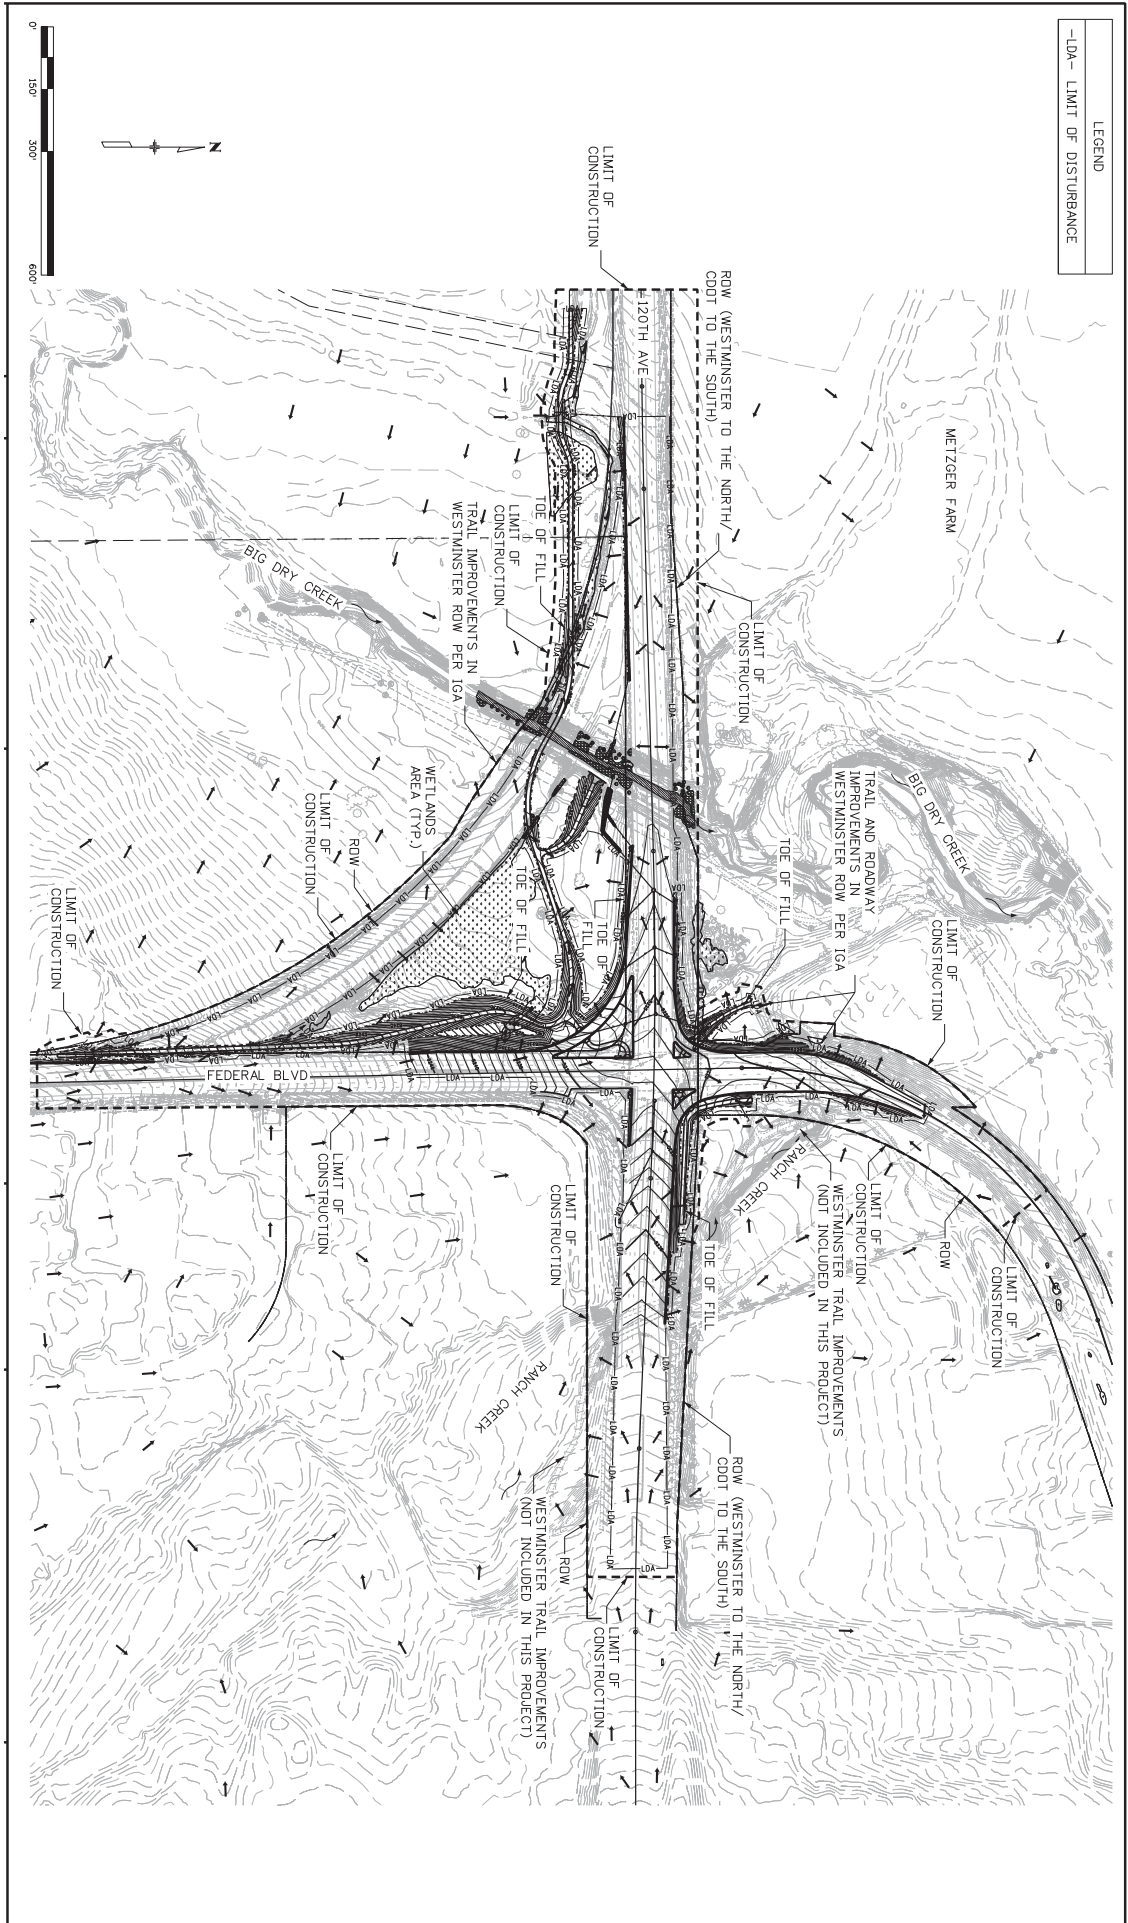 LEGEND
-LDA- LIMIT OF DISTURBANCE
0'
150'
300'
600'
N
METZGER FARM
LIMIT OF
CONSTRUCTION
120TH AVE
ROW (WESTMINSTER TO THE NORTH/
CDOT TO THE SOUTH)
LIMIT OF
CONSTRUCTION
BIG DRY CREEK
TRAIL AND ROADWAY
IMPROVEMENTS IN
WESTMINSTER ROW PER IGA
TOE OF FILL
LIMIT OF
CONSTRUCTION
TOE OF FILL
LIMIT OF
CONSTRUCTION
TRAIL IMPROVEMENTS IN
WESTMINSTER ROW PER IGA
BIG DRY CREEK
WETLANDS
AREA (TYP.)
LIMIT OF
CONSTRUCTION
ROW
TOE OF FILL
TOE OF
FILL
LIMIT OF
CONSTRUCTION
FEDERAL BLVD
LIMIT OF
CONSTRUCTION
LIMIT OF
CONSTRUCTION
RANCH CREEK
TOE OF FILL
LIMIT OF
CONSTRUCTION
WESTMINSTER TRAIL IMPROVEMENTS
(NOT INCLUDED IN THIS PROJECT)
ROW
LIMIT OF
CONSTRUCTION
RANCH CREEK
ROW (WESTMINSTER TO THE NORTH/
CDOT TO THE SOUTH)
WESTMINSTER TRAIL IMPROVEMENTS
(NOT INCLUDED IN THIS PROJECT)
ROW
LIMIT OF
CONSTRUCTION
LDA